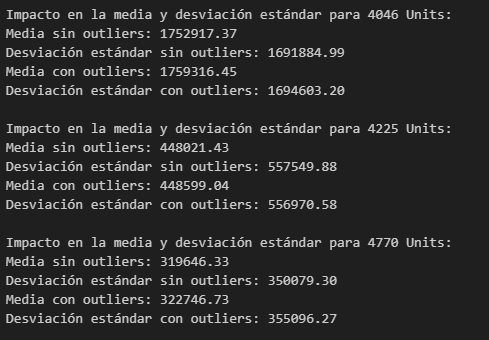 Impacto en la media y desviación estándar para 4046 Units:
Media sin outliers: 1752917.37
Desviación estándar sin outliers: 1691884.99
Media con outliers: 1759316.45
Desviación estándar con outliers: 1694603.20

Impacto en la media y desviación estándar para 4225 Units:
Media sin outliers: 448021.43
Desviación estándar sin outliers: 557549.88
Media con outliers: 448599.04
Desviación estándar con outliers: 556970.58

Impacto en la media y desviación estándar para 4770 Units:
Media sin outliers: 319646.33
Desviación estándar sin outliers: 350079.30
Media con outliers: 322746.73
Desviación estándar con outliers: 355096.27